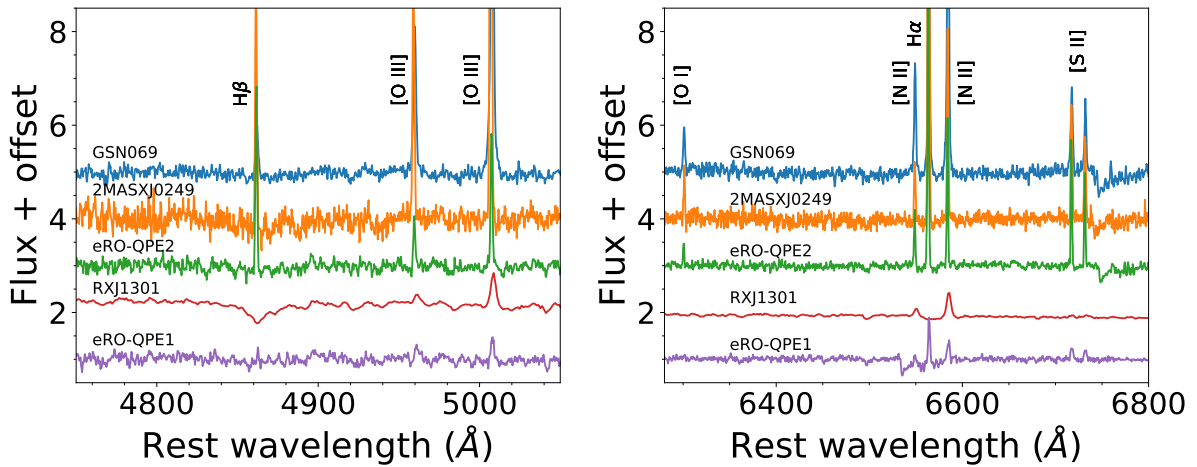 8
6
4
2
Flux + offset
Hβ
[O III]
[O III]
GSN069
2MASXJ0249
eRO-QPE2
RXJ1301
eRO-QPE1
4800
4900
5000
Rest wavelength (Å)
8
6
4
2
Flux + offset
[O I]
[N II]
Hα
[N II]
[S II]
GSN069
2MASXJ0249
eRO-QPE2
RXJ1301
eRO-QPE1
6400
6600
6800
Rest wavelength (Å)